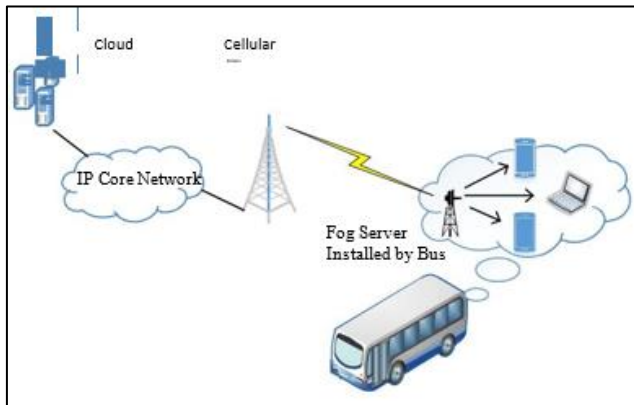 Cloud
Cellular
IP Core Network
Fog Server
Installed by Bus